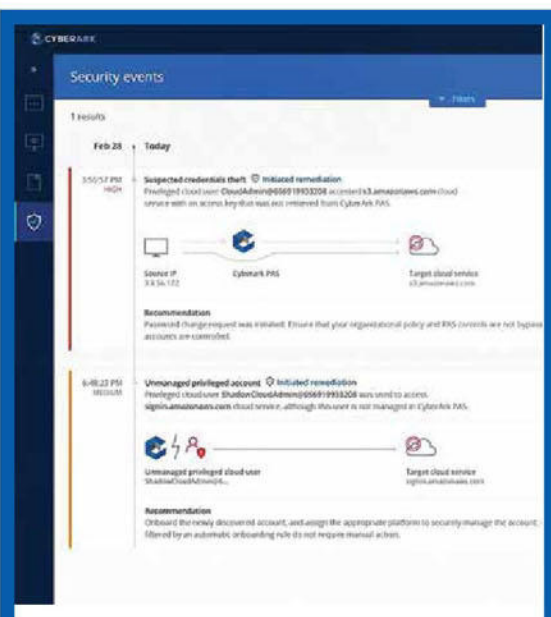 CYBERARK
Security events
Filters
1 results
Feb 28
Today
3:50:57 PM
HIGH
Suspected credentials theft Initiated remediation
Privileged cloud user CloudAdmin@656919933208 accessed s3.amazonaws.com cloud
service with an access key that was not retrieved from CyberArk PAS.
Source IP
CyberArk PAS
Target cloud service
s3.amazonaws.com
Recommendation
Password change request was initiated. Ensure that your organizational policy and PAS controls are not bypass
accounts are controlled.
6:48:23 PM
MEDIUM
Unmanaged privileged account Initiated remediation
Privileged cloud user ShadowCloudAdmin@656919933208 was used to access
signin.amazonaws.com cloud service, although this user is not managed in CyberArk PAS.
Unmanaged privileged cloud user
ShadowCloudAdmin@6...
Target cloud service
signin.amazonaws.com
Recommendation
Onboard the newly discovered account, and assign the appropriate platform to securely manage the account.
filtered by an automatic onboarding rule do not require manual action.